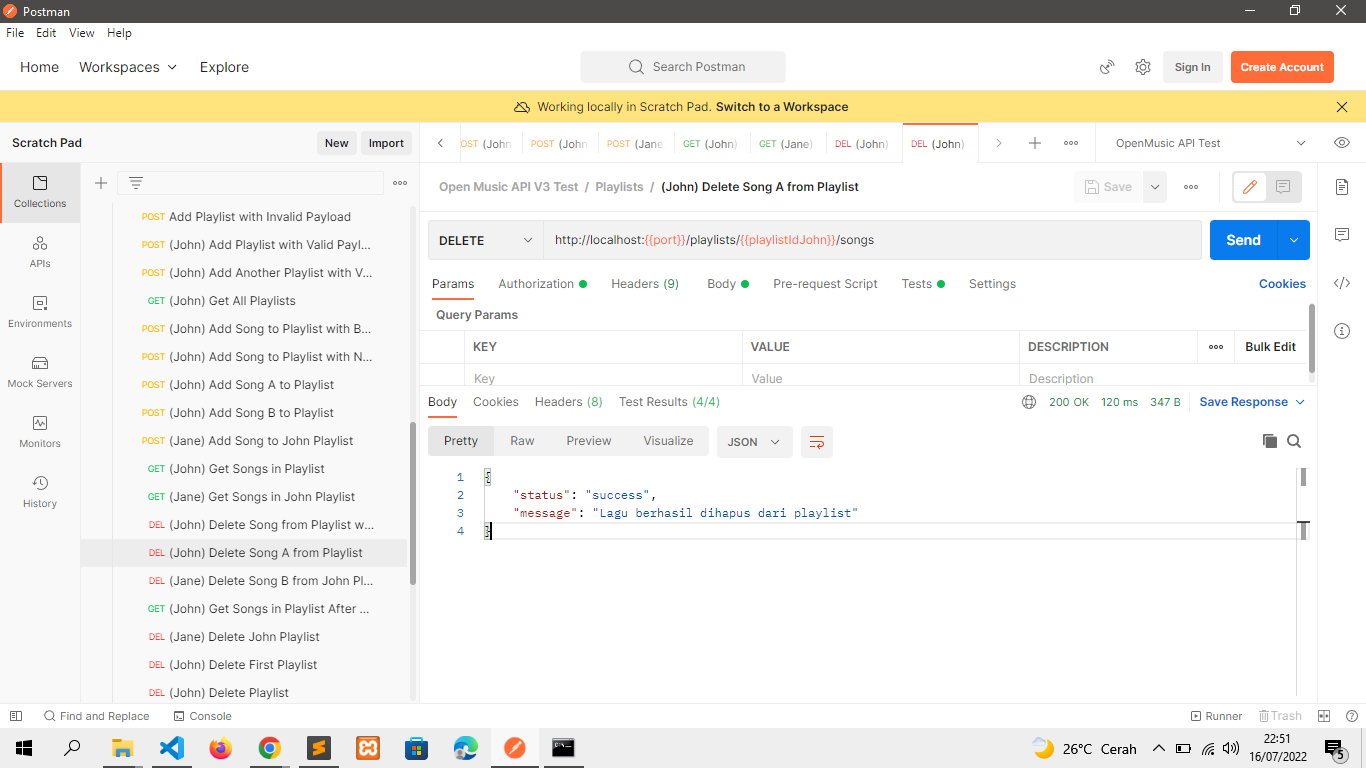 Postman
File Edit View Help
Home Workspaces Explore
Search Postman
Sign In
Create Account
Working locally in Scratch Pad. Switch to a Workspace
Scratch Pad
New
Import
OST (John
POST (John
POST (Jane
GET (John)
GET (Jane)
DEL (John)
DEL (John)
OpenMusic API Test
Collections
APIs
Environments
Mock Servers
Monitors
History
POST Add Playlist with Invalid Payload
POST (John) Add Playlist with Valid Payl...
POST (John) Add Another Playlist with V...
GET (John) Get All Playlists
POST (John) Add Song to Playlist with B...
POST (John) Add Song to Playlist with N...
POST (John) Add Song A to Playlist
POST (John) Add Song B to Playlist
POST (Jane) Add Song to John Playlist
GET (John) Get Songs in Playlist
GET (Jane) Get Songs in John Playlist
DEL (John) Delete Song from Playlist w...
DEL (John) Delete Song A from Playlist
DEL (Jane) Delete Song B from John Pl...
GET (John) Get Songs in Playlist After ...
DEL (Jane) Delete John Playlist
DEL (John) Delete First Playlist
DEL (John) Delete Playlist
Open Music API V3 Test / Playlists / (John) Delete Song A from Playlist
Save
DELETE
http://localhost:{{port}}/playlists/{{playlistIdJohn}}/songs
Send
Params Authorization Headers (9) Body Pre-request Script Tests Settings
Cookies
Query Params
KEY VALUE DESCRIPTION
Bulk Edit
Key Value Description
Body Cookies Headers (8) Test Results (4/4)
200 OK 120 ms 347 B Save Response
Pretty Raw Preview Visualize JSON
1 {
2 "status": "success",
3 "message": "Lagu berhasil dihapus dari playlist"
4 }
Find and Replace
Console
Runner
Trash
26°C Cerah
22:51
16/07/2022
5